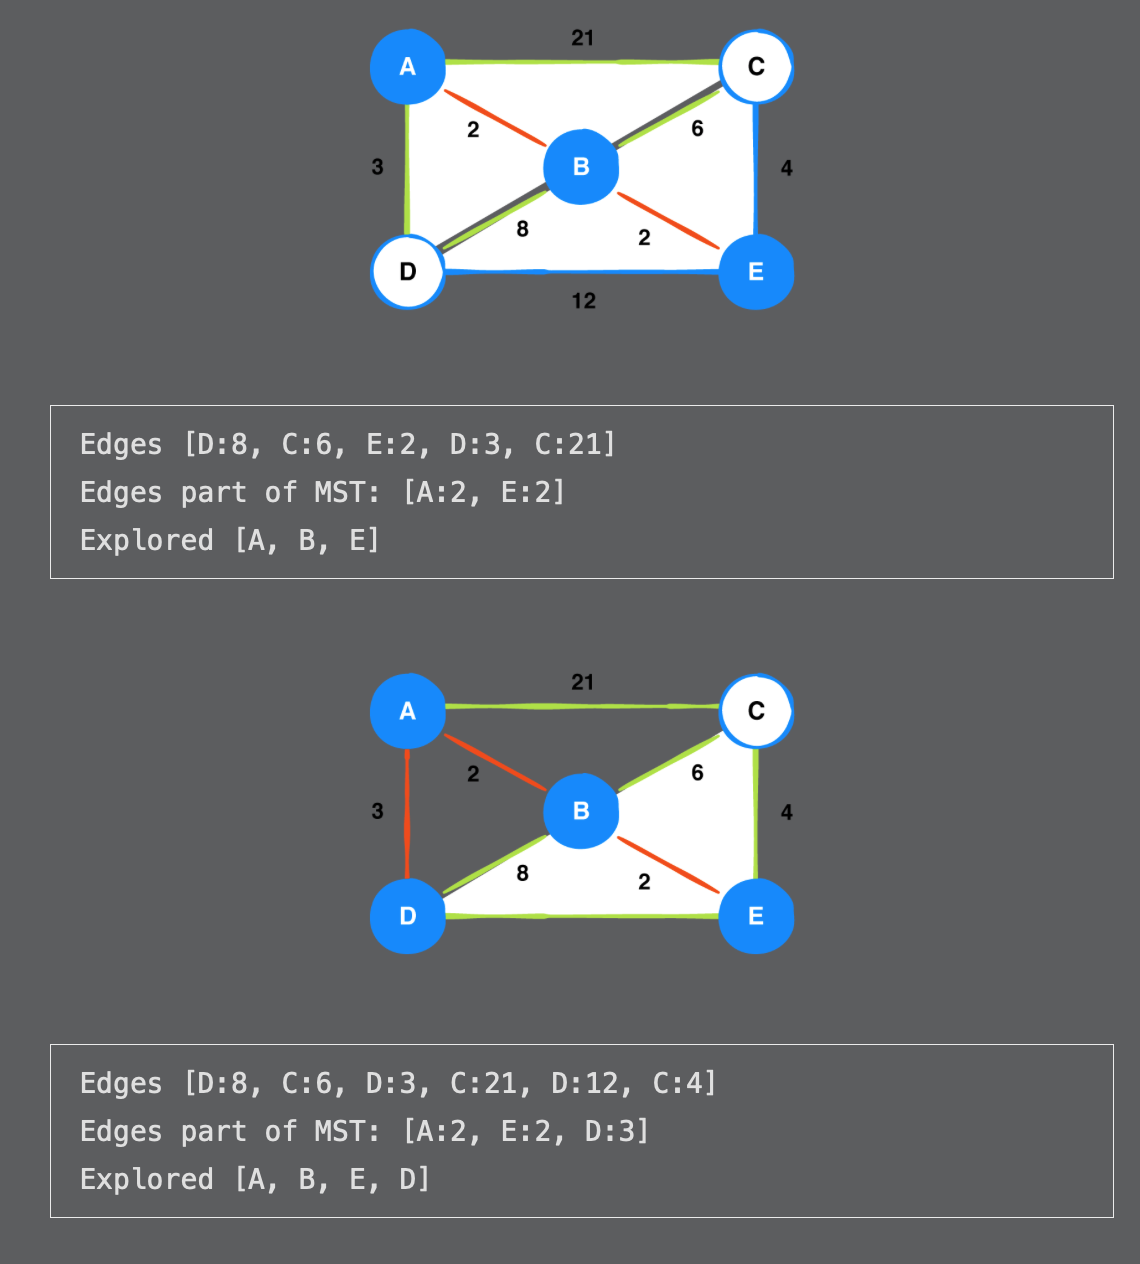 21
A C
2 6
3 B 4
8 2
D E
12
Edges [D:8, C:6, E:2, D:3, C:21]
Edges part of MST: [A:2, E:2]
Explored [A, B, E]
21
A C
2 6
3 B 4
8 2
D E
Edges [D:8, C:6, D:3, C:21, D:12, C:4]
Edges part of MST: [A:2, E:2, D:3]
Explored [A, B, E, D]